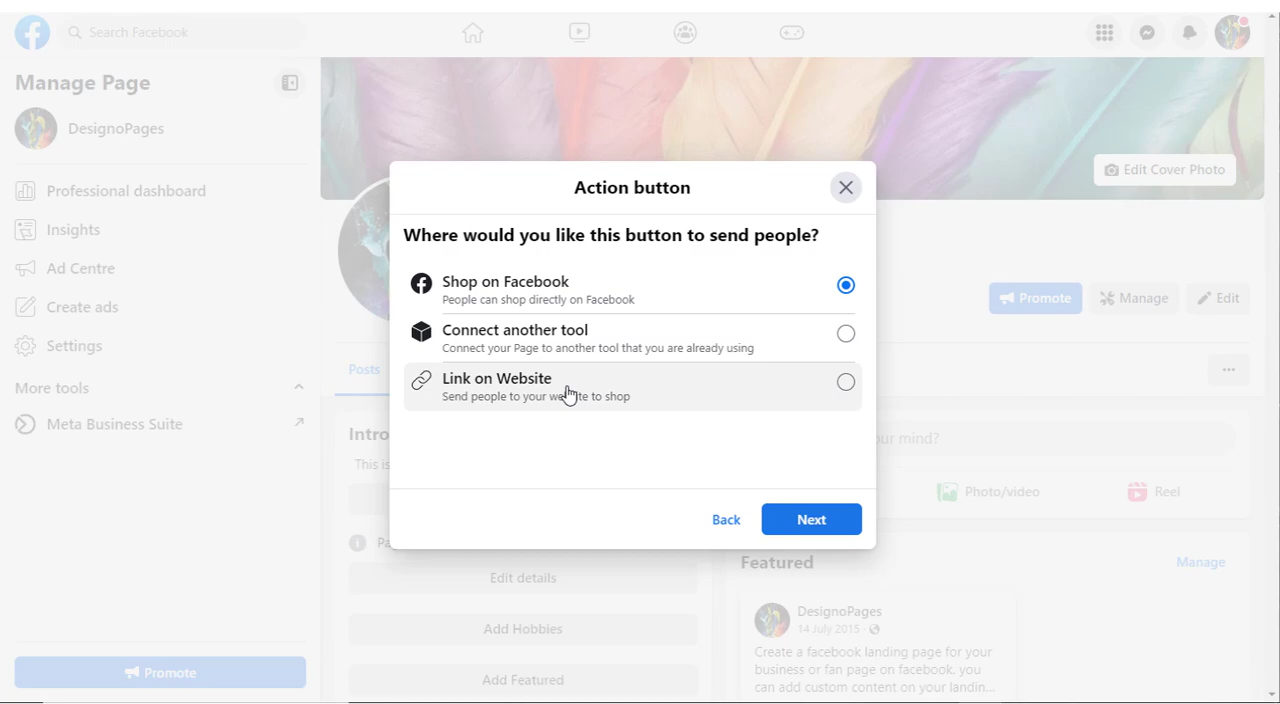 Search Facebook
Manage Page
DesignoPages
Professional dashboard
Insights
Ad Centre
Create ads
Settings
More tools
Meta Business Suite
Promote
Edit Cover Photo
Promote
Manage
Edit
Posts
Action button
Where would you like this button to send people?
Shop on Facebook
People can shop directly on Facebook
Connect another tool
Connect your Page to another tool that you are already using
Link on Website
Send people to your website to shop
Back
Next
This is
Edit details
Add Hobbies
Add Featured
mind?
Photo/video
Reel
Featured
Manage
DesignoPages
14 July 2015
Create a facebook landing page for your
business or fan page on facebook, you
can add custom content on your landin...